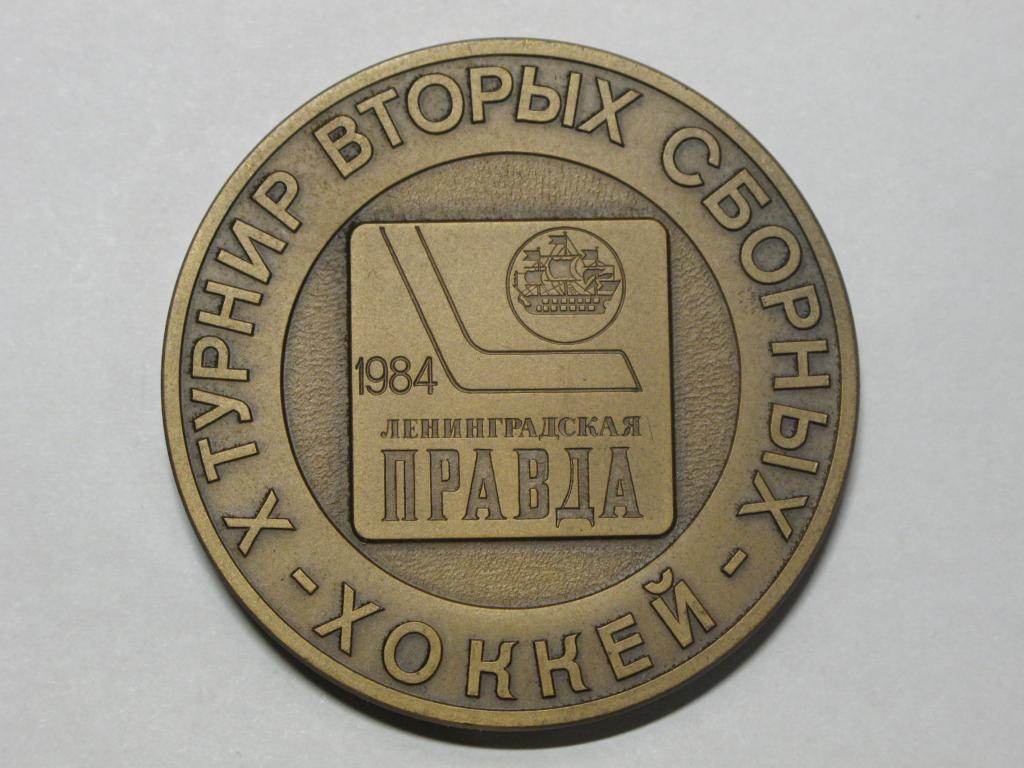 X ТУРНИР ВТОРЫХ СБОРНЫХ
- ХОККЕЙ -
1984
ЛЕНИНГРАДСКАЯ
ПРАВДА